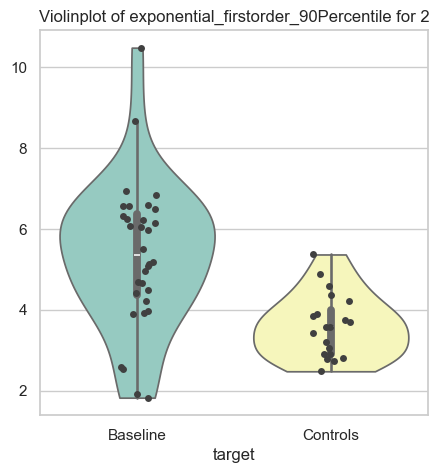 Violinplot of exponential_firstorder_90Percentile for 2
10
8
6
4
2
Baseline
Controls
target